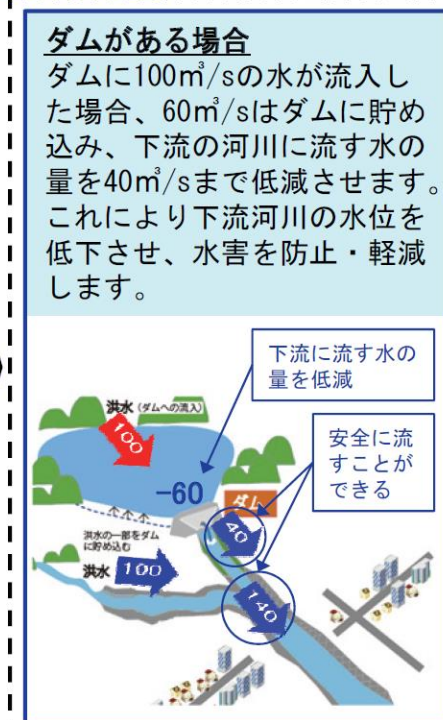 ダムがある場合
ダムに100㎥/sの水が流入し
た場合、60㎥/sはダムに貯め
込み、下流の河川に流す水の
量を40㎥/sまで低減させます。
これにより下流河川の水位を
低下させ、水害を防止・軽減
します。
下流に流す水の
量を低減
洪水（ダムへの流入）
100
安全に流
すことが
できる
-60
ダム
40
洪水の一部をダム
に貯め込む
洪水
100
140